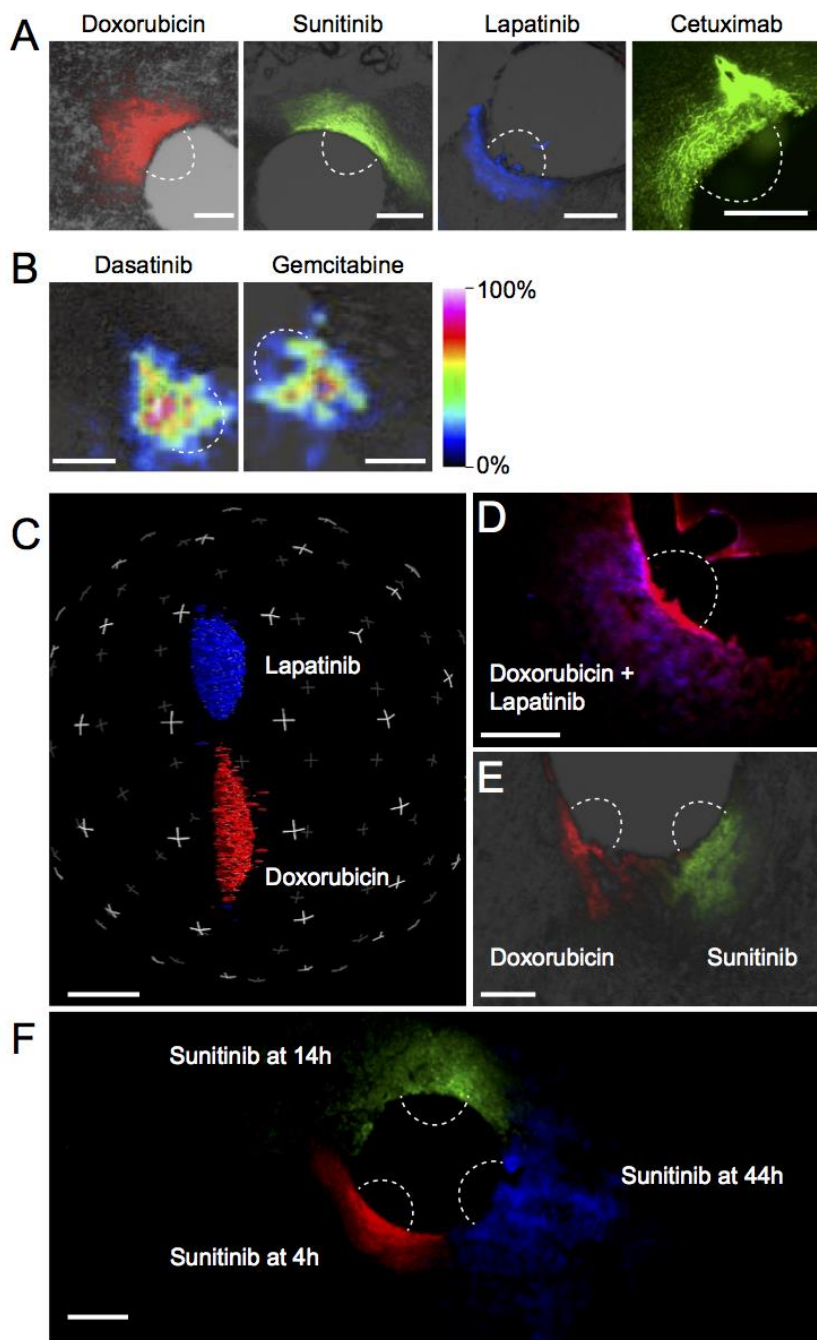 A
Doxorubicin
Sunitinib
Lapatinib
Cetuximab
B
Dasatinib
Gemcitabine
100%
0%
C
Lapatinib
Doxorubicin
D
Doxorubicin +
Lapatinib
E
Doxorubicin
Sunitinib
F
Sunitinib at 14h
Sunitinib at 44h
Sunitinib at 4h